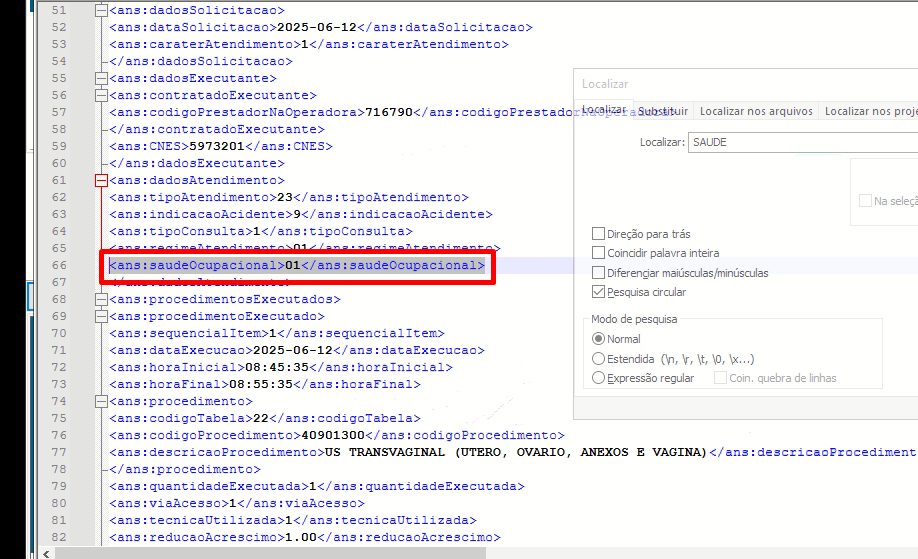 51 <ans:dadosSolicitacao>
52 <ans:dataSolicitacao>2025-06-12</ans:dataSolicitacao>
53 <ans:caraterAtendimento>1</ans:caraterAtendimento>
54 </ans:dadosSolicitacao>
55 <ans:dadosExecutante>
56 <ans:contratadoExecutante>
57 <ans:codigoPrestadorNaOperadora>716790</ans:codigoPrestadorNaOperadora>
58 </ans:contratadoExecutante>
59 <ans:CNES>5973201</ans:CNES>
60 </ans:dadosExecutante>
61 <ans:dadosAtendimento>
62 <ans:tipoAtendimento>23</ans:tipoAtendimento>
63 <ans:indicacaoAcidente>9</ans:indicacaoAcidente>
64 <ans:tipoConsulta>1</ans:tipoConsulta>
65 <ans:regimeAtendimento>01</ans:regimeAtendimento>
66 <ans:saudeOcupacional>01</ans:saudeOcupacional>
67 </ans:dadosAtendimento>
68 <ans:procedimentosExecutados>
69 <ans:procedimentoExecutado>
70 <ans:sequencialItem>1</ans:sequencialItem>
71 <ans:dataExecucao>2025-06-12</ans:dataExecucao>
72 <ans:horaInicial>08:45:35</ans:horaInicial>
73 <ans:horaFinal>08:55:35</ans:horaFinal>
74 <ans:procedimento>
75 <ans:codigoTabela>22</ans:codigoTabela>
76 <ans:codigoProcedimento>40901300</ans:codigoProcedimento>
77 <ans:descricaoProcedimento>US TRANSVAGINAL (UTERO, OVARIO, ANEXOS E VAGINA)</ans:descricaoProcediment
78 </ans:procedimento>
79 <ans:quantidadeExecutada>1</ans:quantidadeExecutada>
80 <ans:viaAcesso>1</ans:viaAcesso>
81 <ans:tecnicaUtilizada>1</ans:tecnicaUtilizada>
82 <ans:reducaoAcrescimo>1.00</ans:reducaoAcrescimo>
Localizar
Localizar Substituir Localizar nos arquivos Localizar nos proje
Localizar: SAUDE
Na seleçã
Direção para trás
Coincidir palavra inteira
Diferengiar maiúsculas/minúsculas
Pesquisa circular
Modo de pesquisa
Normal
Estendida (\n, \r, \t, \0, \x...)
Expressão regular Coin. quebra de linhas